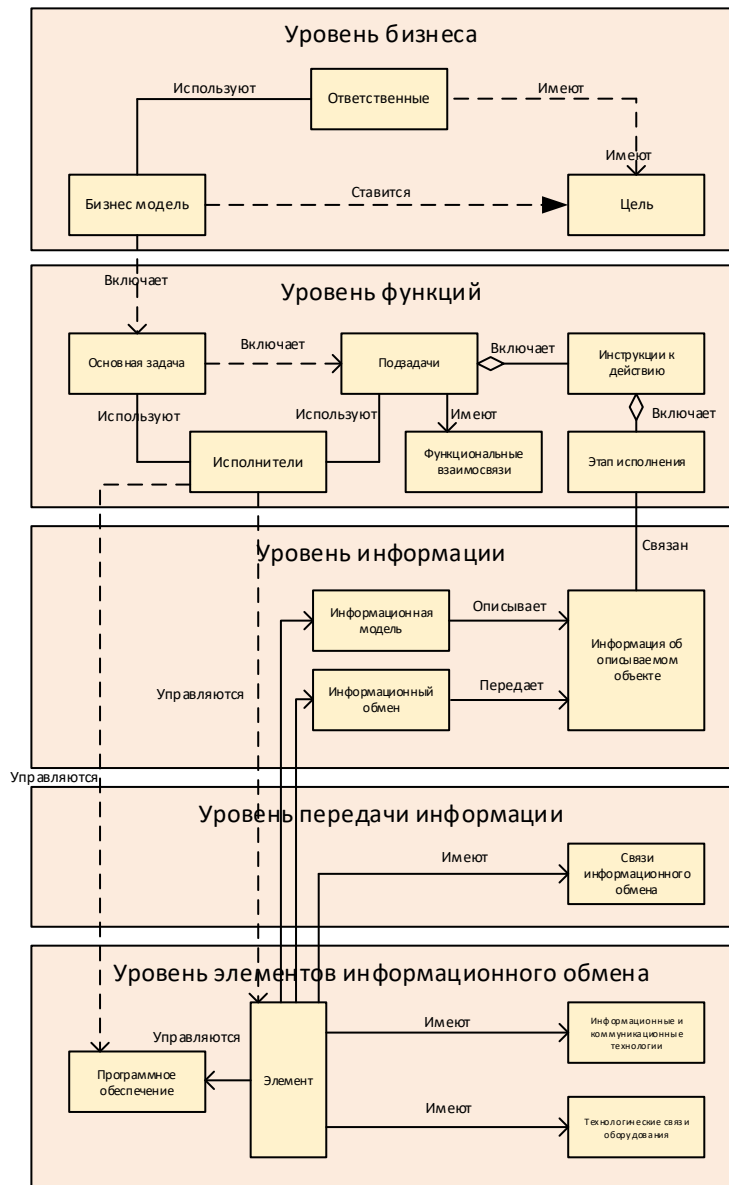 Уровень бизнеса
Используют
Ответственные
Имеют
Имеют
Бизнес модель
Ставится
Цель
Включает
Уровень функций
Основная задача
Включает
Подзадачи
Включает
Инструкции к
действию
Используют
Используют
Имеют
Включает
Исполнители
Функциональные
взаимосвязи
Этап исполнения
Связан
Уровень информации
Информационная
модель
Описывает
Информация об
описываемом
объекте
Управляются
Информационный
обмен
Передает
Управляются
Уровень передачи информации
Имеют
Связи
информационного
обмена
Уровень элементов информационного обмена
Управляются
Имеют
Информационные и
коммуникационные
технологии
Программное
обеспечение
Элемент
Имеют
Технологические связи
оборудования